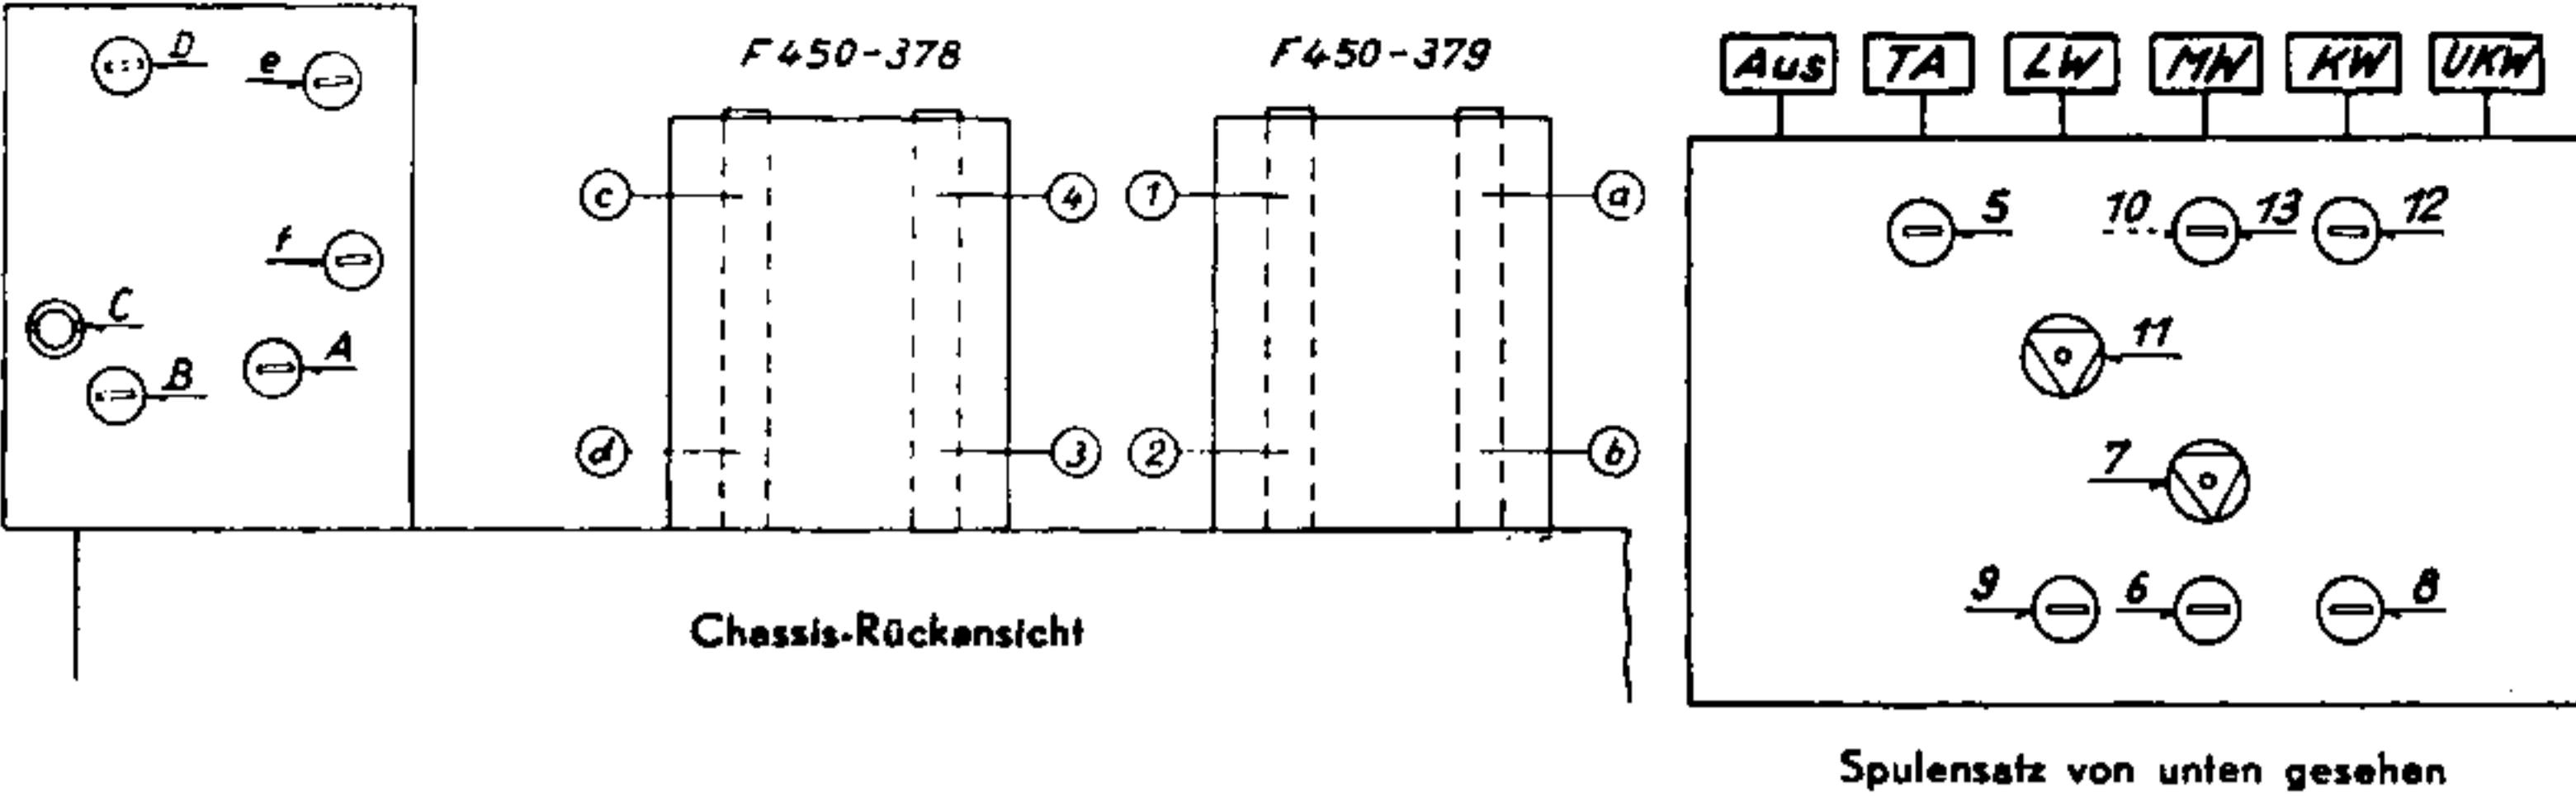 D
e
f
C
A
B
F450-378
F450-379
c
4
1
a
d
3
2
b
Chassis-Rückansicht
Aus TA LW MW KW UKW
5
10
13
12
11
7
9
6
8
Spulensatz von unten gesehen